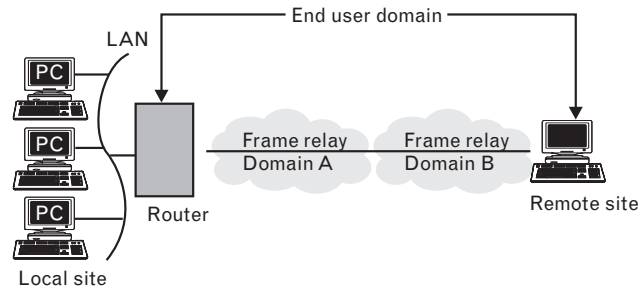 End user domain
LAN
PC
PC
PC
Frame relay
Domain A
Frame relay
Domain B
Router
Remote site
Local site